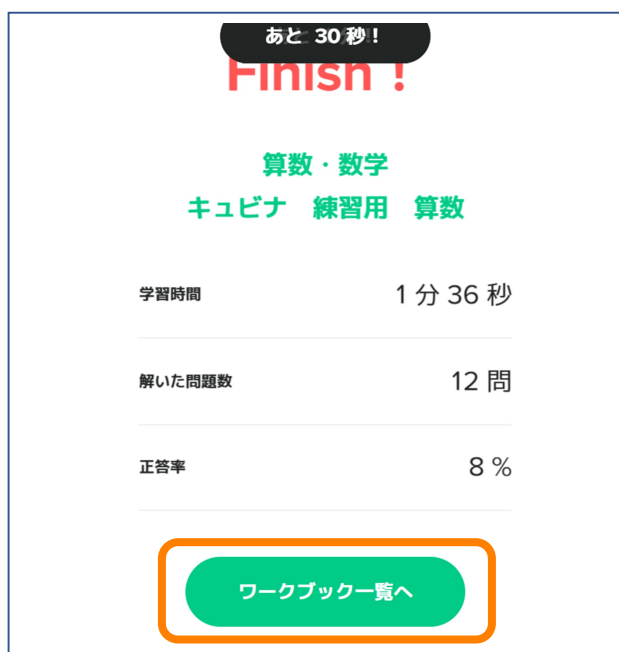 あと 30 秒！
Finish！
算数・数学
キュビナ　練習用　算数
学習時間 1 分 36 秒
解いた問題数 12 問
正答率 8 %
ワークブック一覧へ